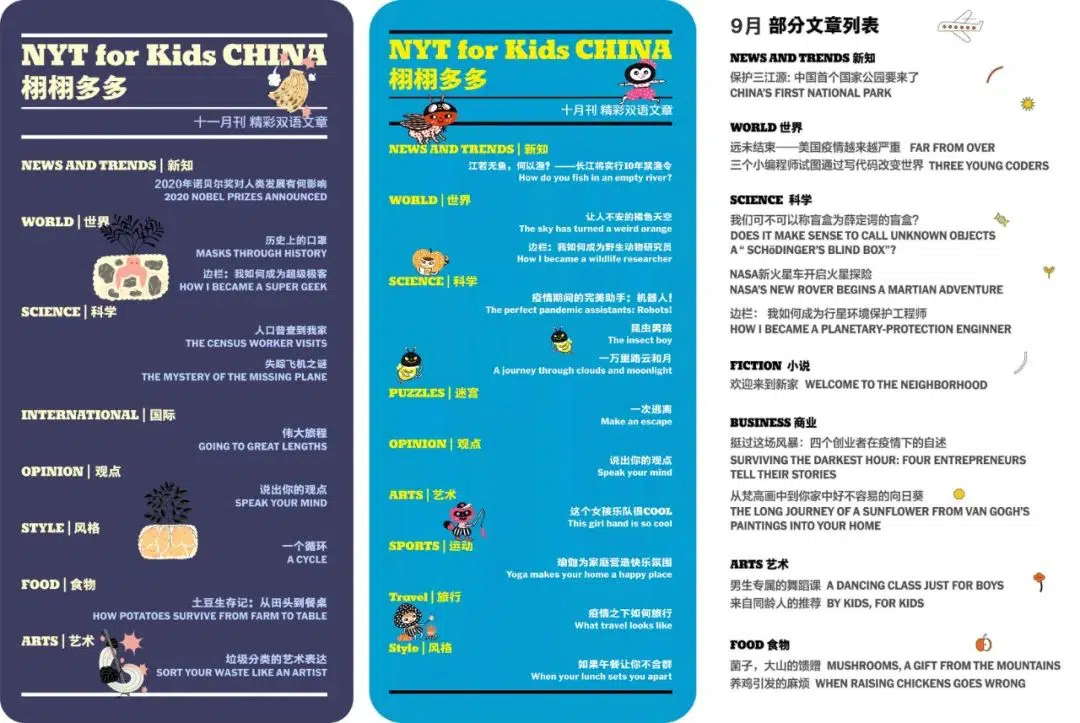 NYT for Kids CHINA
栩栩多多
十一月刊 精彩双语文章
NEWS AND TRENDS | 新知
2020年诺贝尔奖对人类发展有何影响
2020 NOBEL PRIZES ANNOUNCED
WORLD | 世界
历史上的口罩
MASKS THROUGH HISTORY
边栏：我如何成为超级极客
HOW I BECAME A SUPER GEEK
SCIENCE | 科学
人口普查到我家
THE CENSUS WORKER VISITS
失踪飞机之谜
THE MYSTERY OF THE MISSING PLANE
INTERNATIONAL | 国际
伟大旅程
GOING TO GREAT LENGTHS
OPINION | 观点
说出你的观点
SPEAK YOUR MIND
STYLE | 风格
一个循环
A CYCLE
FOOD | 食物
土豆生存记：从田头到餐桌
HOW POTATOES SURVIVE FROM FARM TO TABLE
ARTS | 艺术
垃圾分类的艺术表达
SORT YOUR WASTE LIKE AN ARTIST
NYT for Kids CHINA
栩栩多多
十月刊 精彩双语文章
NEWS AND TRENDS | 新知
江若无鱼，何以渔？——长江将实行10年禁渔令
How do you fish in an empty river?
WORLD | 世界
让人不安的橘色天空
The sky has turned a weird orange
边栏：我如何成为野生动物研究员
How I became a wildlife researcher
SCIENCE | 科学
疫情期间的完美助手：机器人！
The perfect pandemic assistants: Robots!
昆虫男孩
The insect boy
一万里路云和月
A journey through clouds and moonlight
PUZZLES | 迷宫
一次逃离
Make an escape
OPINION | 观点
说出你的观点
Speak your mind
ARTS | 艺术
这个女孩乐队很COOL
This girl band is so cool
SPORTS | 运动
瑜伽为家庭营造快乐氛围
Yoga makes your home a happy place
Travel | 旅行
疫情之下如何旅行
What travel looks like
Style | 风格
如果午餐让你不合群
When your lunch sets you apart
9月 部分文章列表
NEWS AND TRENDS 新知
保护三江源: 中国首个国家公园要来了
CHINA'S FIRST NATIONAL PARK
WORLD 世界
远未结束——美国疫情越来越严重 FAR FROM OVER
三个小编程师试图通过写代码改变世界 THREE YOUNG CODERS
SCIENCE 科学
我们可不可以称盲盒为薛定谔的盲盒?
DOES IT MAKE SENSE TO CALL UNKNOWN OBJECTS
A “ SCHöDINGER'S BLIND BOX”?
NASA新火星车开启火星探险
NASA'S NEW ROVER BEGINS A MARTIAN ADVENTURE
边栏： 我如何成为行星环境保护工程师
HOW I BECAME A PLANETARY-PROTECTION ENGINNER
FICTION 小说
欢迎来到新家 WELCOME TO THE NEIGHBORHOOD
BUSINESS 商业
挺过这场风暴：四个创业者在疫情下的自述
SURVIVING THE DARKEST HOUR: FOUR ENTREPRENEURS
TELL THEIR STORIES
从梵高画中到你家中好不容易的向日葵
THE LONG JOURNEY OF A SUNFLOWER FROM VAN GOGH'S
PAINTINGS INTO YOUR HOME
ARTS 艺术
男生专属的舞蹈课 A DANCING CLASS JUST FOR BOYS
来自同龄人的推荐 BY KIDS, FOR KIDS
FOOD 食物
菌子，大山的馈赠 MUSHROOMS, A GIFT FROM THE MOUNTAINS
养鸡引发的麻烦 WHEN RAISING CHICKENS GOES WRONG